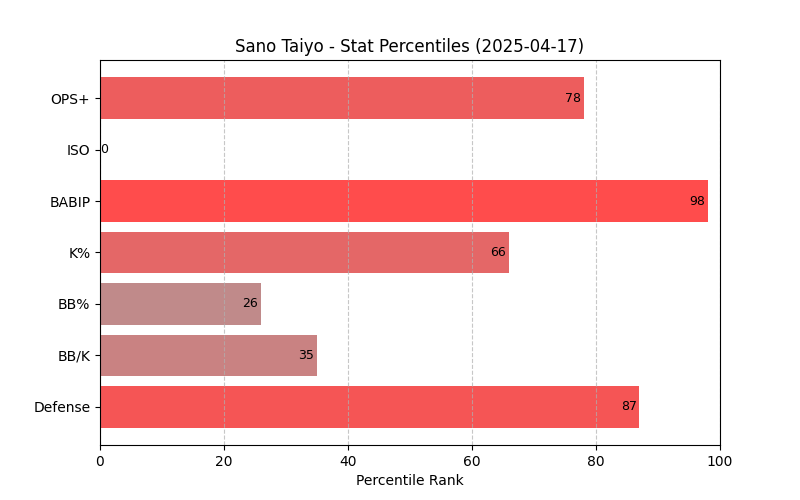 Sano Taiyo - Stat Percentiles (2025-04-17)
OPS+ 78
ISO 0
BABIP 98
K% 66
BB% 26
BB/K 35
Defense 87
0 20 40 60 80 100
Percentile Rank